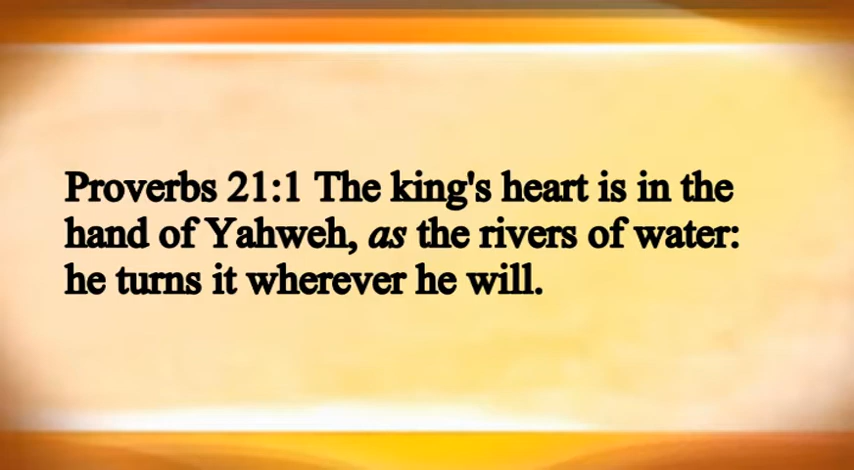 Proverbs 21:1 The king's heart is in the
hand of Yahweh, as the rivers of water:
he turns it wherever he will.